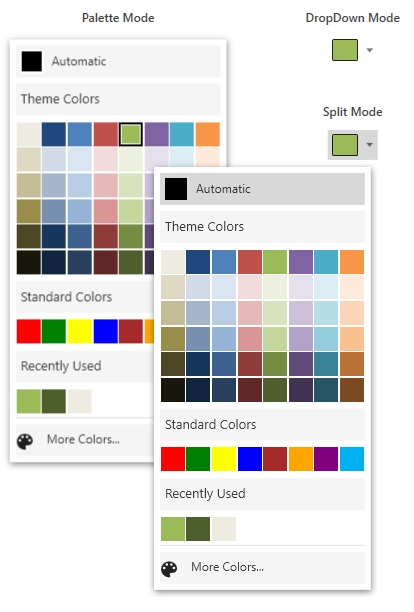 Palette Mode
DropDown Mode
Automatic
Theme Colors
Split Mode
Standard Colors
Recently Used
More Colors...
Automatic
Theme Colors
Standard Colors
Recently Used
More Colors...